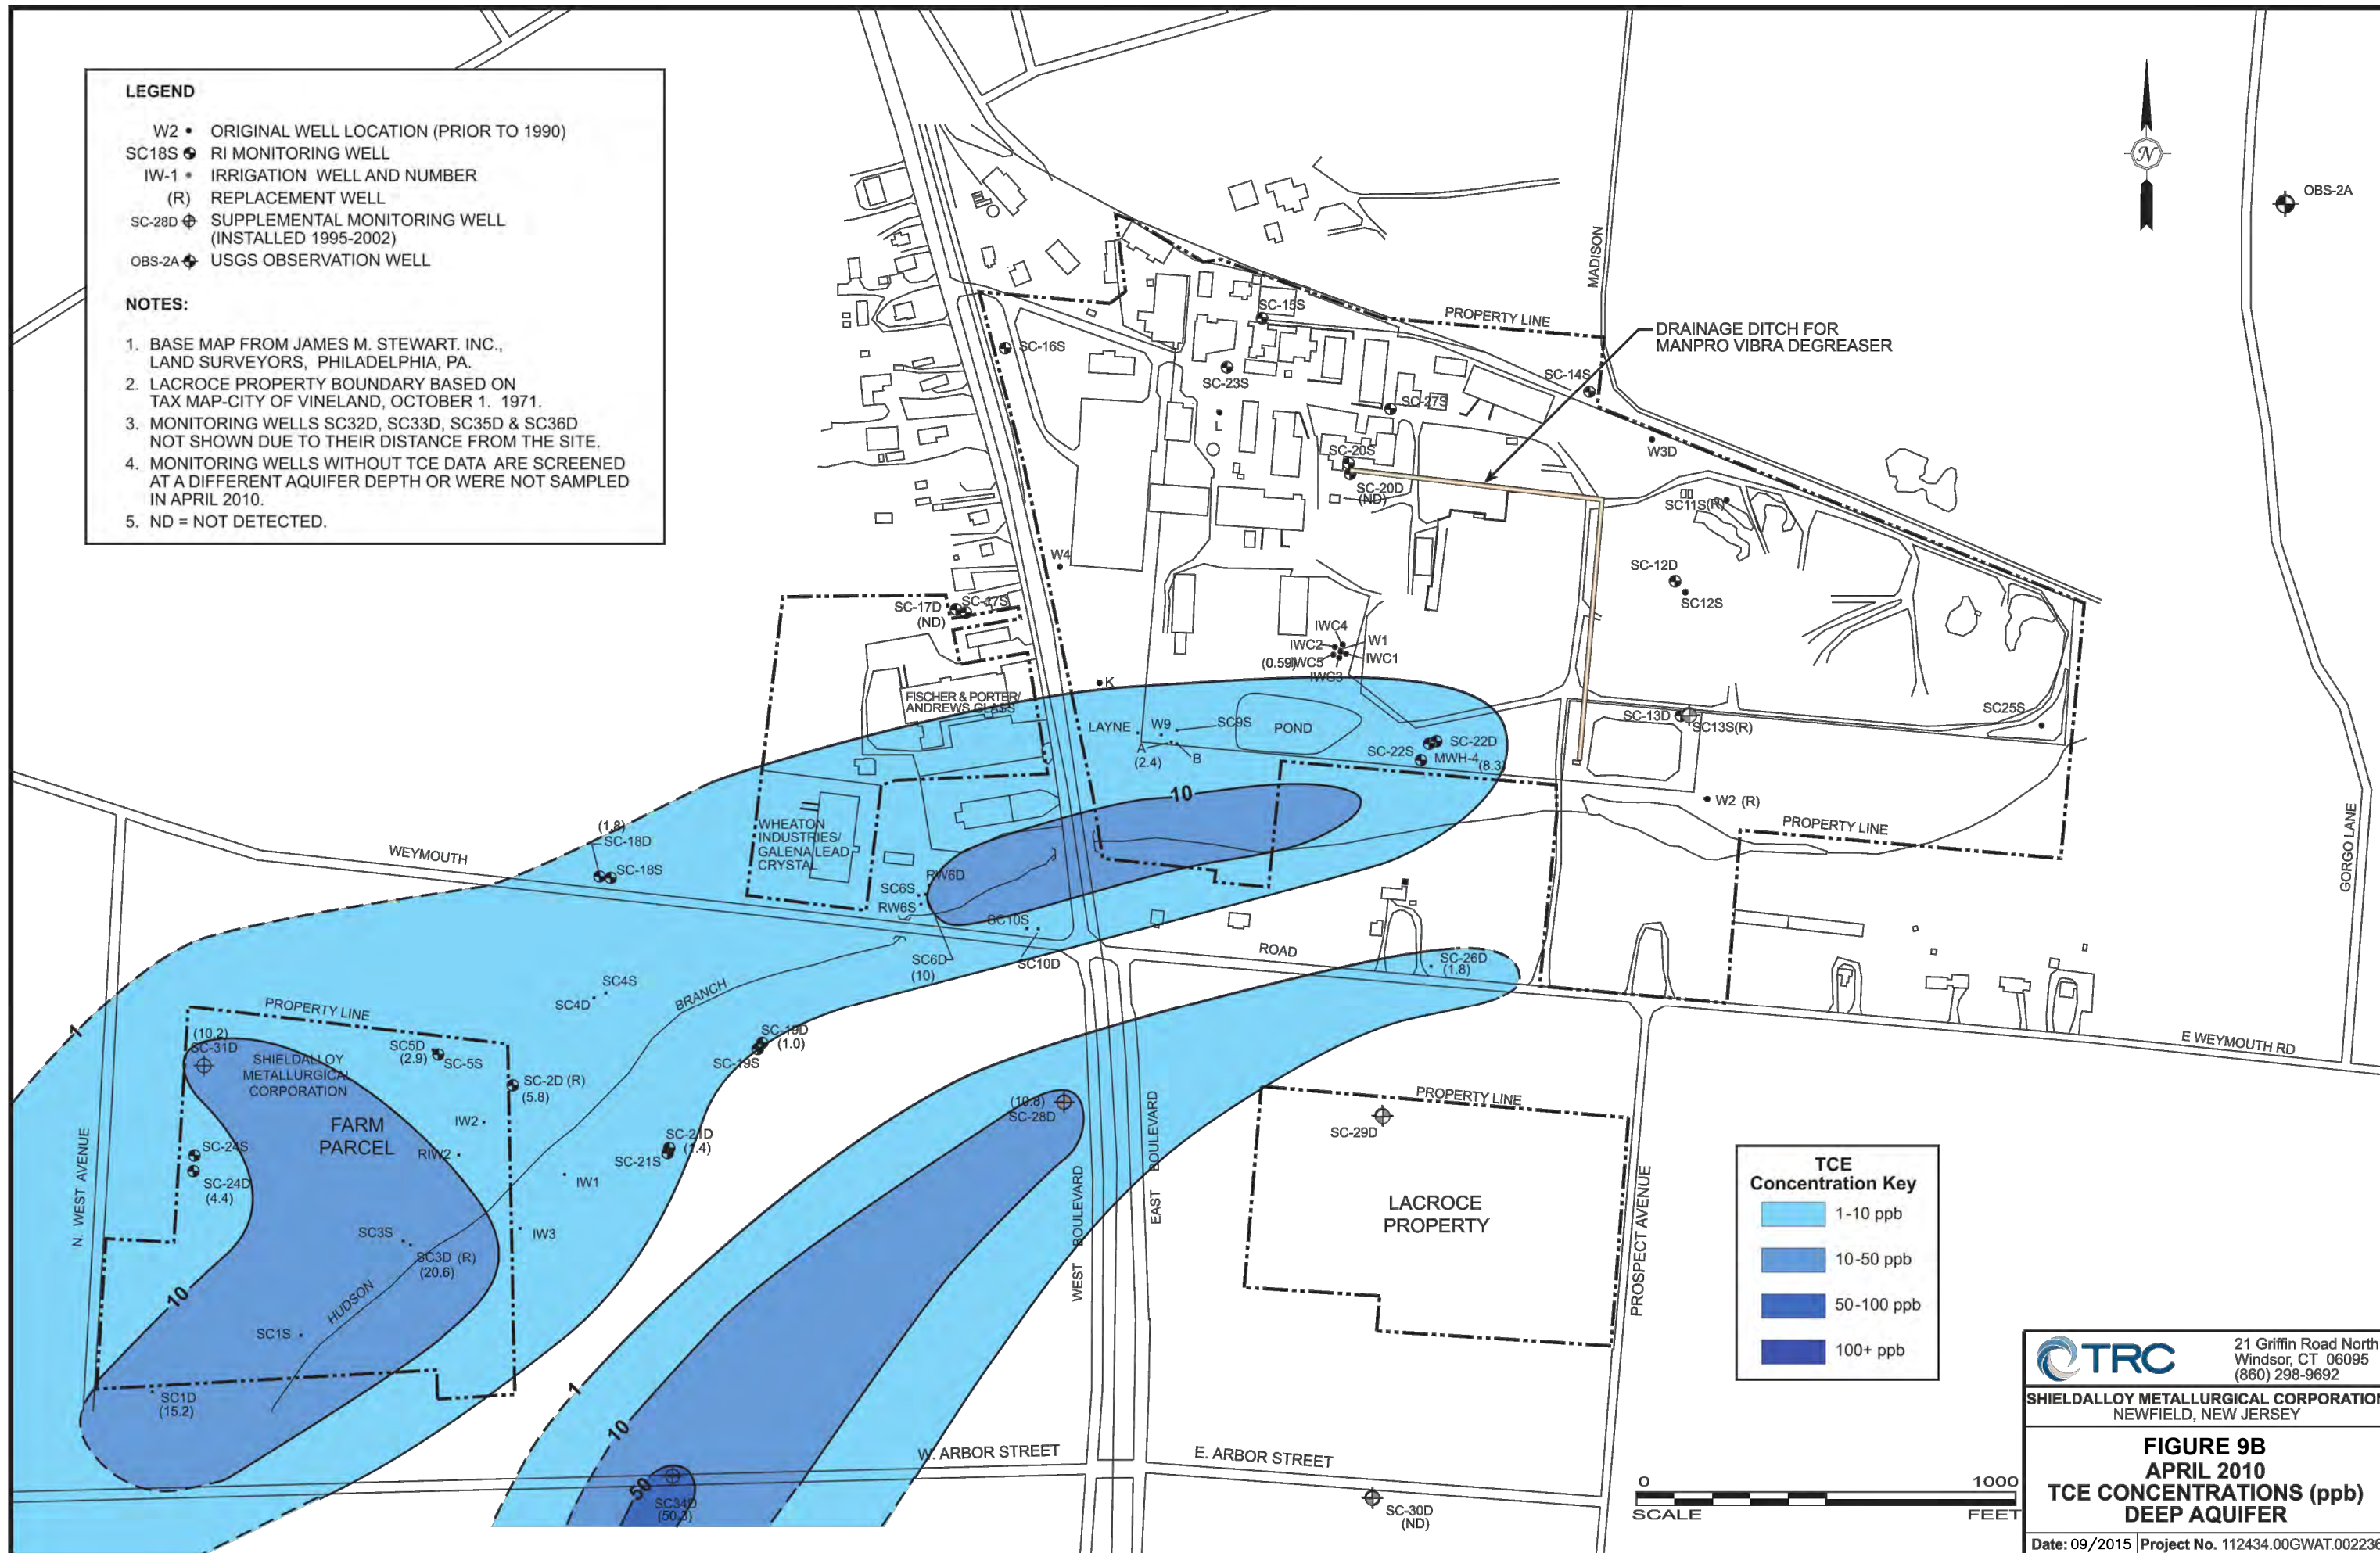 LEGEND
W2 ORIGINAL WELL LOCATION (PRIOR TO 1990)
SC18S RI MONITORING WELL
IW-1 IRRIGATION WELL AND NUMBER
(R) REPLACEMENT WELL
SC-28D SUPPLEMENTAL MONITORING WELL
(INSTALLED 1995-2002)
OBS-2A USGS OBSERVATION WELL
NOTES:
1. BASE MAP FROM JAMES M. STEWART. INC.,
LAND SURVEYORS, PHILADELPHIA, PA.
2. LACROCE PROPERTY BOUNDARY BASED ON
TAX MAP-CITY OF VINELAND, OCTOBER 1. 1971.
3. MONITORING WELLS SC32D, SC33D, SC35D & SC36D
NOT SHOWN DUE TO THEIR DISTANCE FROM THE SITE.
4. MONITORING WELLS WITHOUT TCE DATA ARE SCREENED
AT A DIFFERENT AQUIFER DEPTH OR WERE NOT SAMPLED
IN APRIL 2010.
5. ND = NOT DETECTED.
N
OBS-2A
MADISON
PROPERTY LINE
DRAINAGE DITCH FOR
MANPRO VIBRA DEGREASER
SC-15S
SC-16S
SC-23S
SC-14S
SC-27S
L
W3D
SC-20S
SC-20D
(ND)
SC11S(R)
W4
SC-12D
SC12S
SC-17D
(ND)
SC-17S
IWC4
IWC2
W1
(0.59)
IWC5
IWC1
IWC3
K
FISCHER & PORTER/
ANDREWS GLASS
LAYNE
W9
SC9S
POND
A
(2.4)
B
SC-22S
SC-22D
MWH-4
(8.3)
SC-13D
SC13S(R)
SC25S
10
W2 (R)
PROPERTY LINE
GORGO LANE
WEYMOUTH
(1.8)
SC-18D
SC-18S
WHEATON
INDUSTRIES/
GALENA LEAD
CRYSTAL
SC6S
RW6D
RW6S
SC10S
SC6D
(10)
SC10D
ROAD
SC-26D
(1.8)
E WEYMOUTH RD
SC4S
SC4D
BRANCH
1
PROPERTY LINE
(10.2)
SC-31D
SHIELDALLOY
METALLURGICAL
CORPORATION
SC5D
(2.9)
SC-5S
SC-19D
(1.0)
SC-19S
SC-2D (R)
(5.8)
FARM
PARCEL
IW2
RIW2
SC-21D
(1.4)
SC-21S
IW1
SC-24S
SC-24D
(4.4)
N. WEST AVENUE
SC3S
SC3D (R)
(20.6)
IW3
10
HUDSON
SC1S
SC1D
(15.2)
(10.8)
SC-28D
WEST BOULEVARD
EAST BOULEVARD
PROPERTY LINE
SC-29D
LACROCE
PROPERTY
PROSPECT AVENUE
1
10
50
SC34D
(50.3)
W. ARBOR STREET
E. ARBOR STREET
SC-30D
(ND)
TCE
Concentration Key
1-10 ppb
10-50 ppb
50-100 ppb
100+ ppb
0 1000
SCALE FEET
TRC
21 Griffin Road North
Windsor, CT 06095
(860) 298-9692
SHIELDALLOY METALLURGICAL CORPORATION
NEWFIELD, NEW JERSEY
FIGURE 9B
APRIL 2010
TCE CONCENTRATIONS (ppb)
DEEP AQUIFER
Date: 09/2015 Project No. 112434.00GWAT.00223